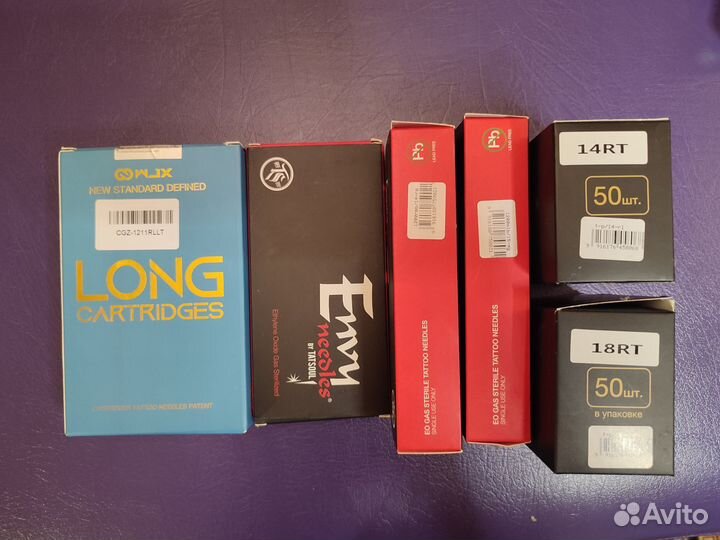 WJX
NEW STANDARD DEFINED
CGZ-1211RLLT
LONG
CARTRIDGES
CARTRIDGES TATTOO NEEDLES PATENT
Ethylene Oxide Gas Sterilized
Envy
needles®
BY TATSOUL
Pb
LEAD FREE
EO GAS STERILE TATTOO NEEDLES
SINGLE USE ONLY
Pb
LEAD FREE
EO GAS STERILE TATTOO NEEDLES
SINGLE USE ONLY
14RT
50шт.
18RT
50шт.
в упаковке
Avito